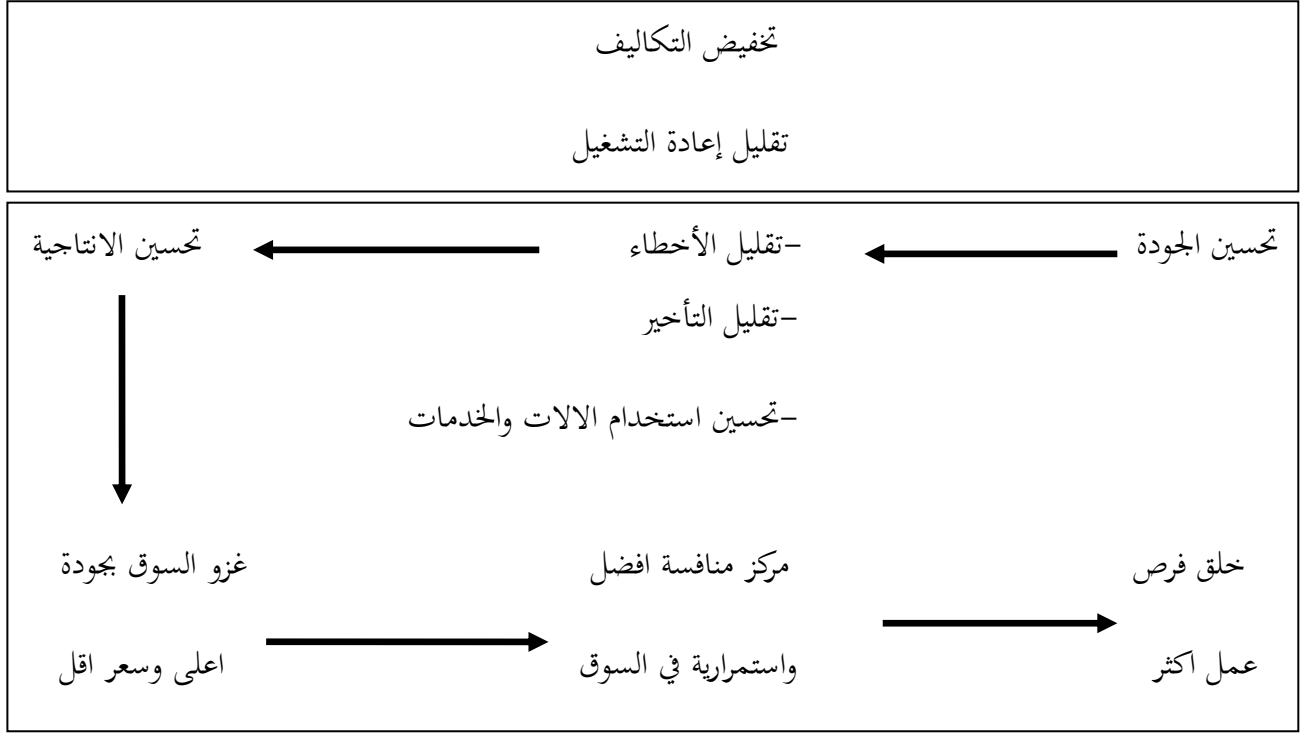 تخفيض التكاليف
تقليل إعادة التشغيل
تحسين الجودة
–تقليل الأخطاء
تحسين الانتاجية
–تقليل التأخير
–تحسين استخدام الالات والخدمات
خلق فرص
مركز منافسة افضل
غزو السوق بجودة
عمل اكثر
واستمرارية في السوق
اعلى وسعر اقل